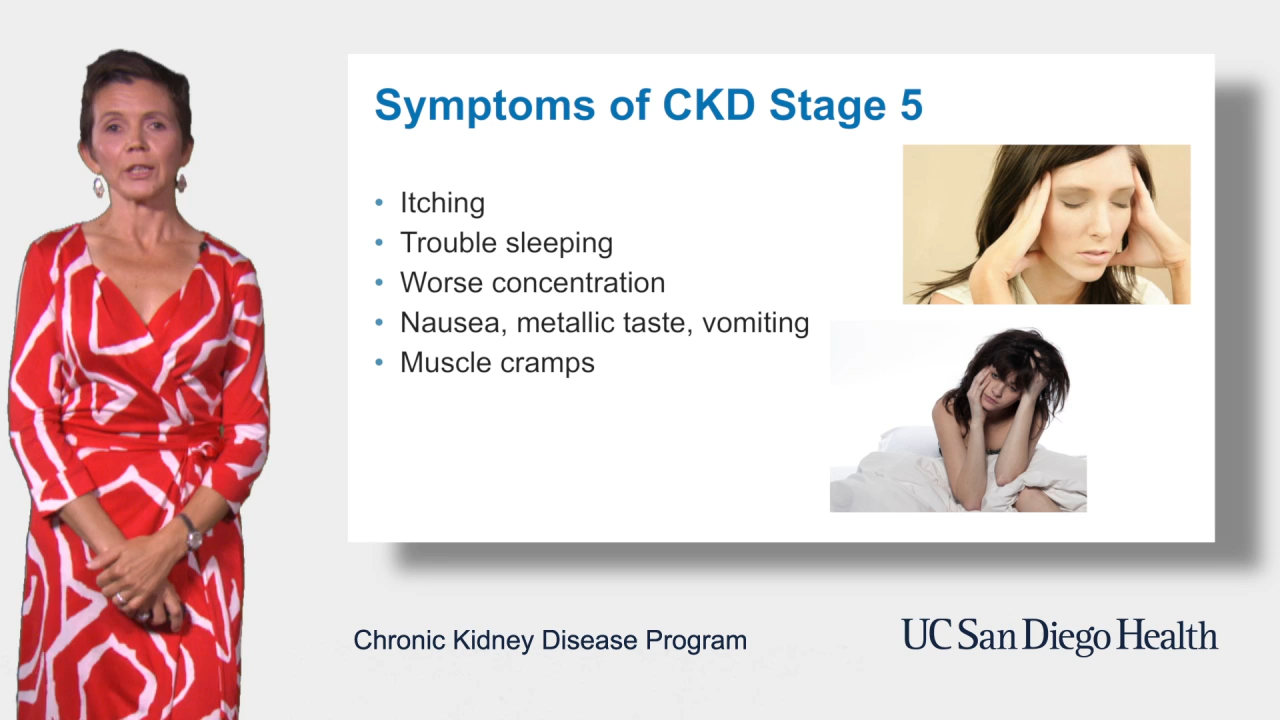 Symptoms of CKD Stage 5
• Itching
• Trouble sleeping
• Worse concentration
• Nausea, metallic taste, vomiting
• Muscle cramps
Chronic Kidney Disease Program
UC San Diego Health